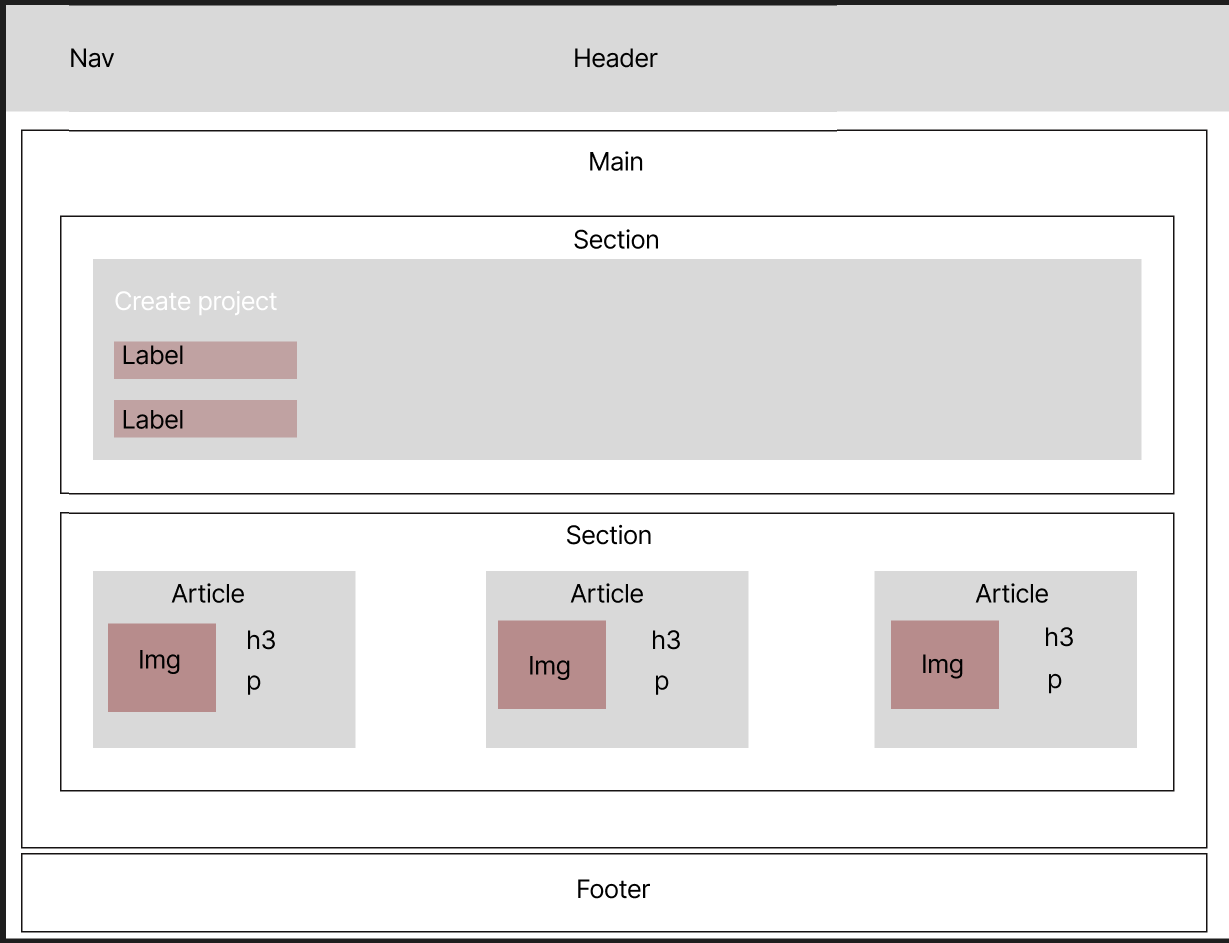 Nav
Header
Main
Section
Create project
Label
Label
Section
Article
Img
h3
p
Article
Img
h3
p
Article
Img
h3
p
Footer